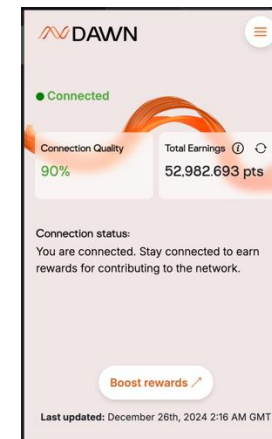 DAWN
Connected
Connection Quality
90%
Total Earnings
52,982.693 pts
Connection status:
You are connected. Stay connected to earn
rewards for contributing to the network.
Boost rewards ↗
Last updated: December 26th, 2024 2:16 AM GMT